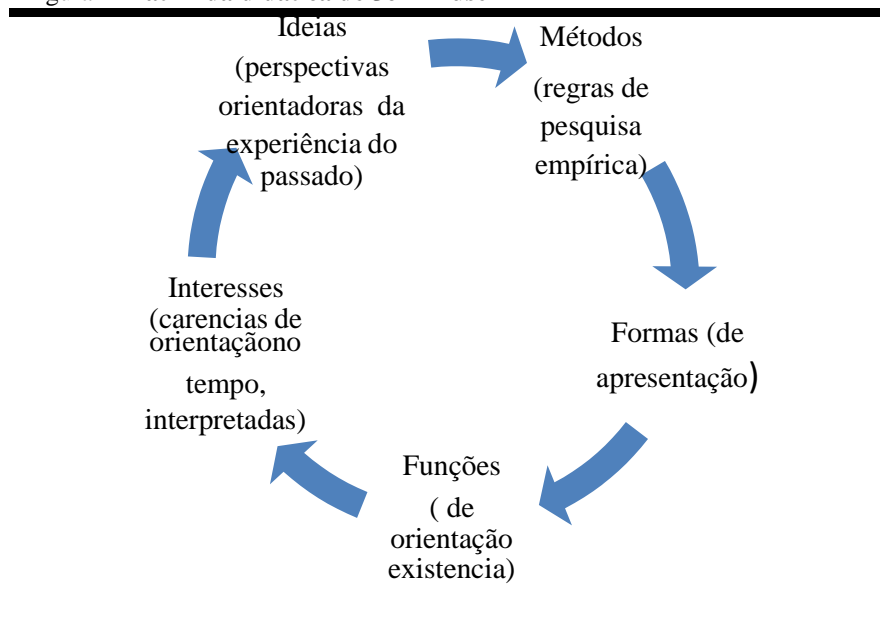 Ideias
(perspectivas
orientadoras da
experiência do
passado)
Métodos
(regras de
pesquisa
empírica)
Formas (de
apresentação)
Funções
( de
orientação
existencia)
Interesses
(carencias de
orientaçãono
tempo,
interpretadas)